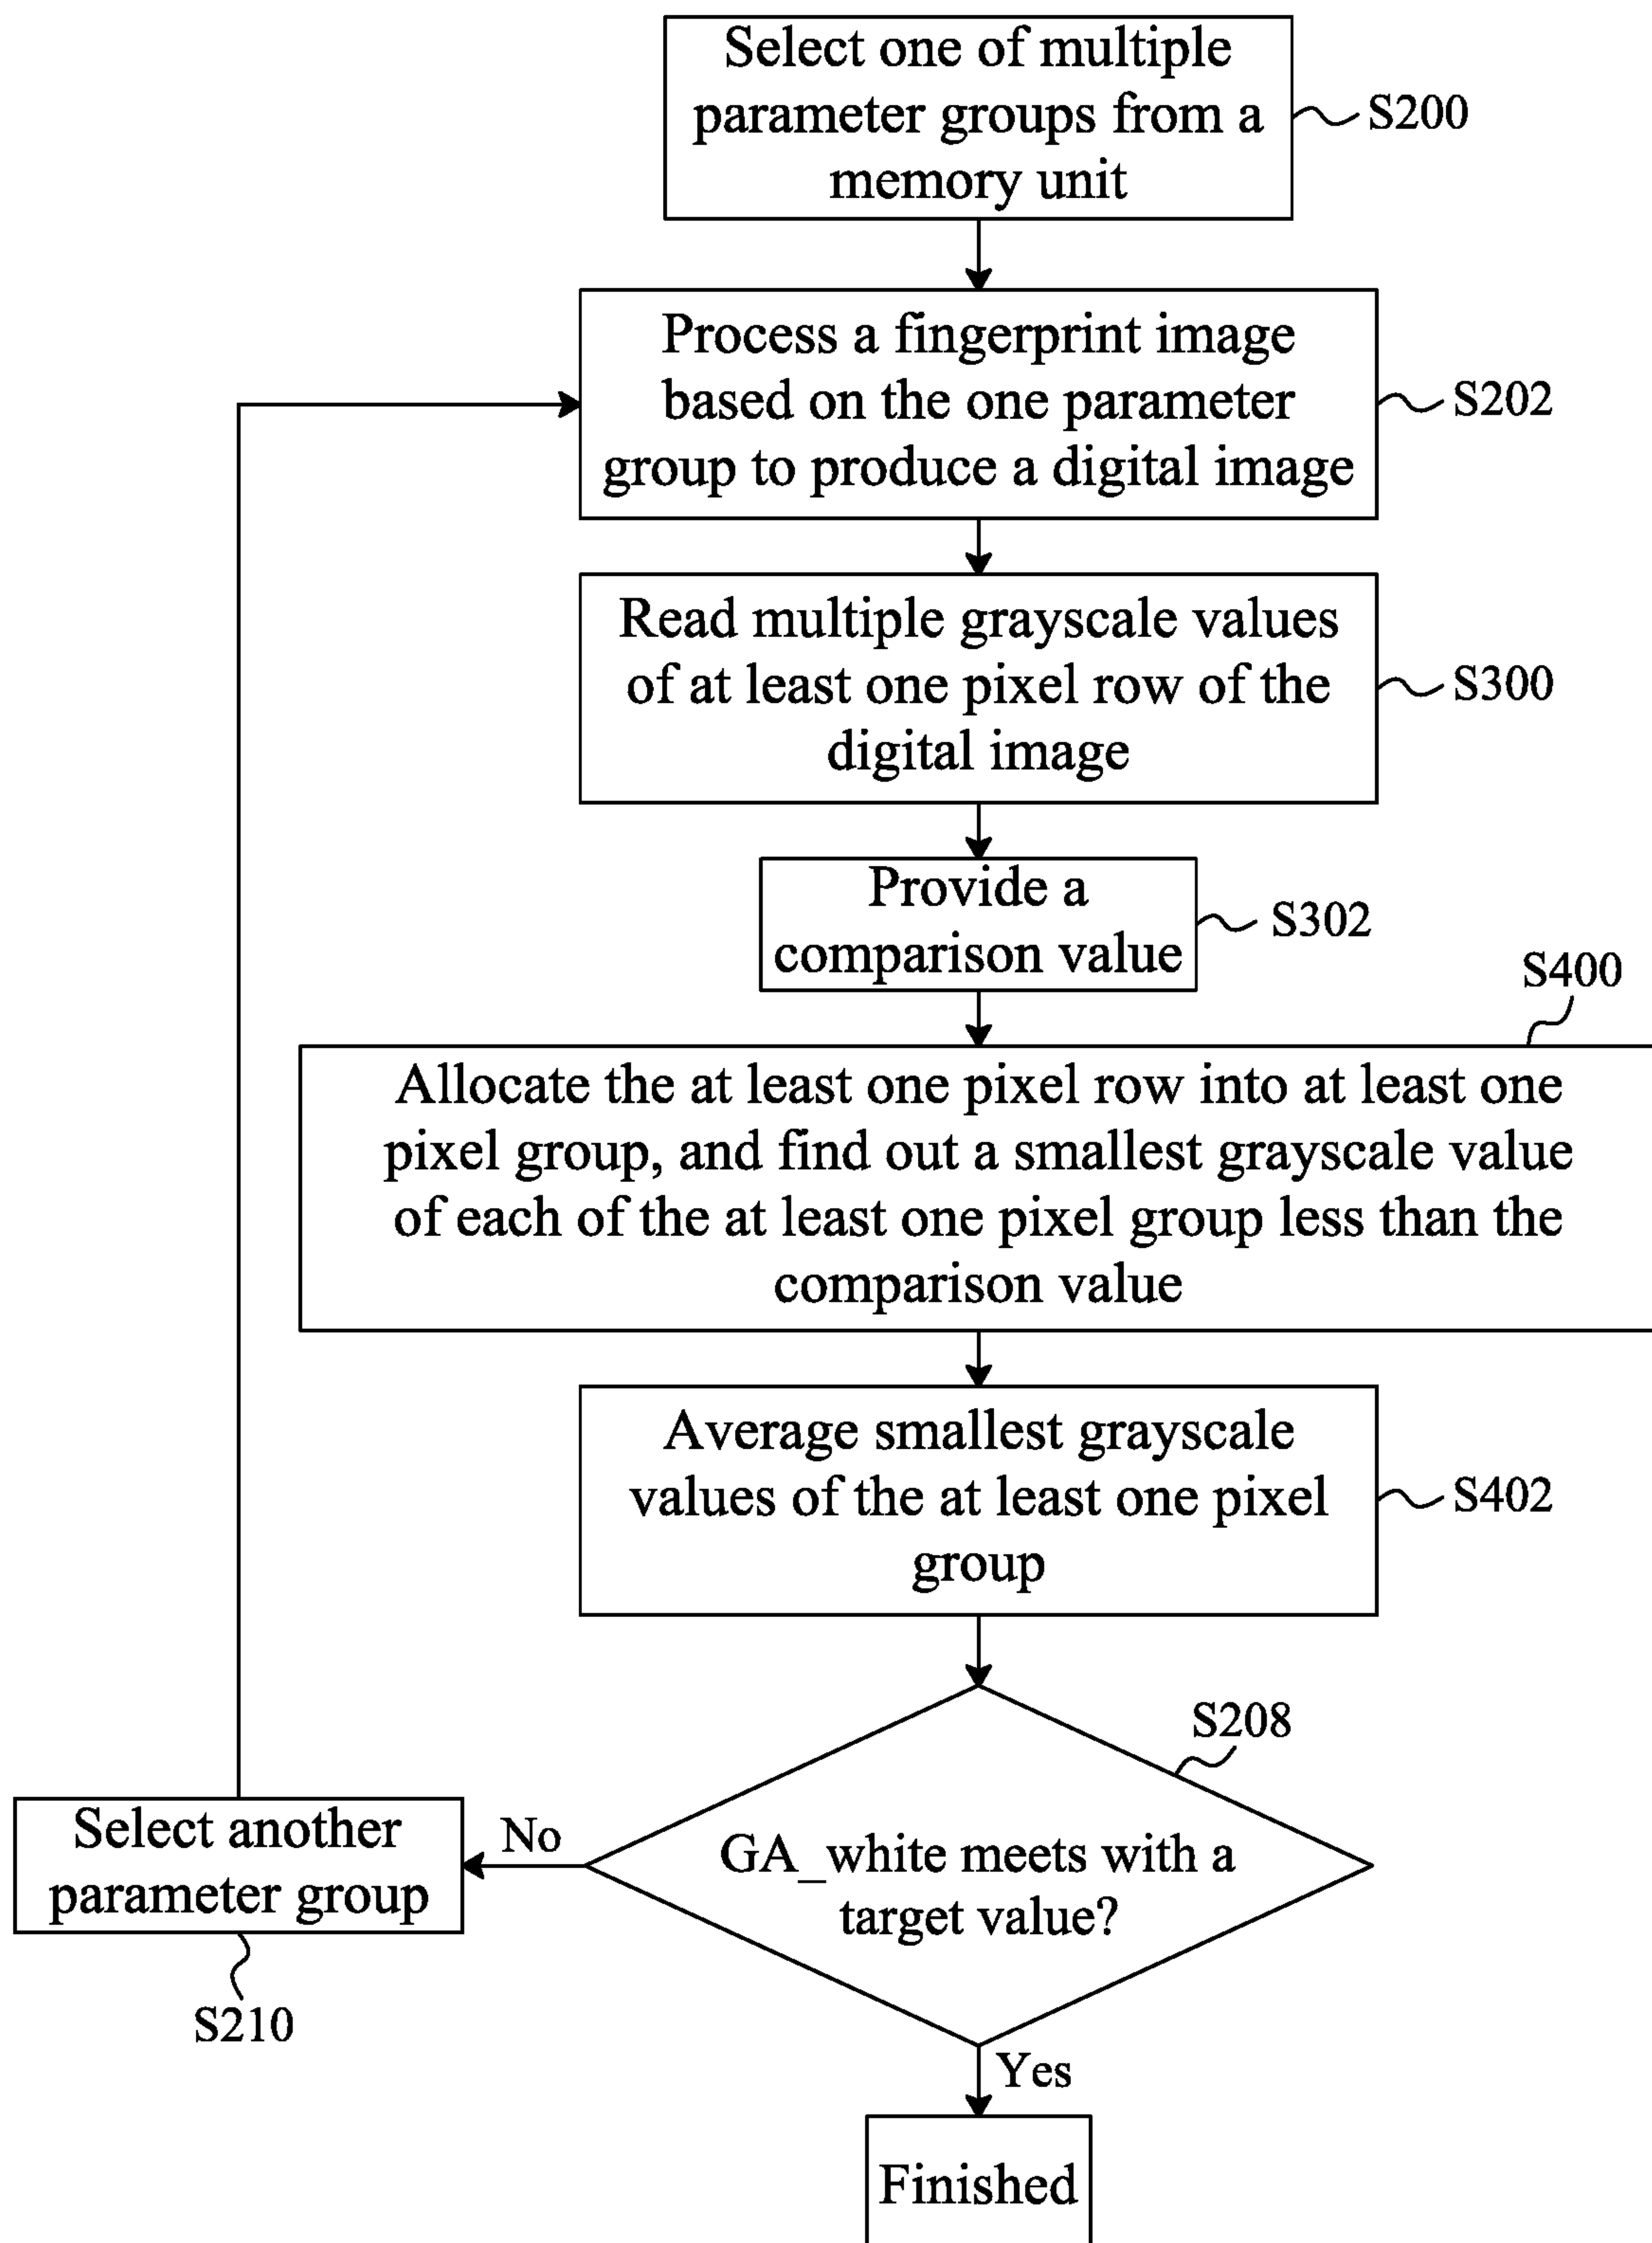 Select one of multiple
parameter groups from a
memory unit
S200
Process a fingerprint image
based on the one parameter
group to produce a digital image
S202
Read multiple grayscale values
of at least one pixel row of the
digital image
S300
Provide a
comparison value
S302
S400
Allocate the at least one pixel row into at least one
pixel group, and find out a smallest grayscale value
of each of the at least one pixel group less than the
comparison value
Average smallest grayscale
values of the at least one pixel
group
S402
S208
GA_white meets with a
target value?
No
Select another
parameter group
S210
Yes
Finished